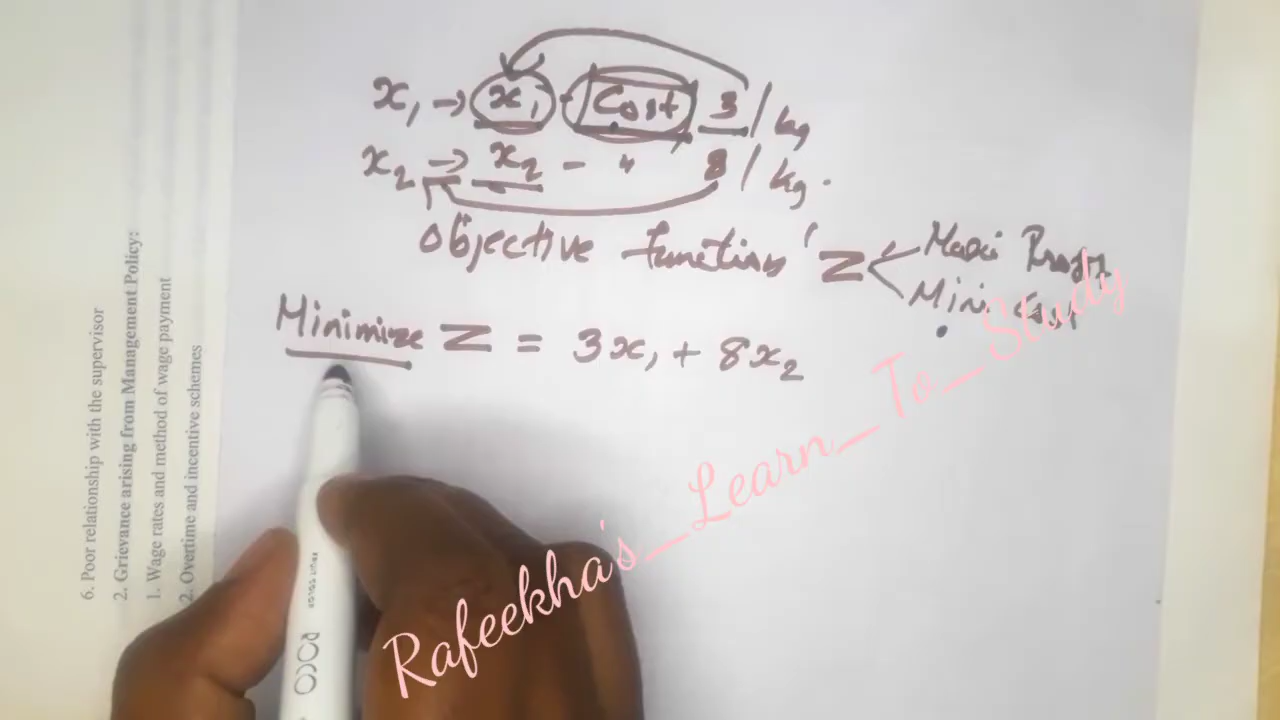 x₁ → x₁ - Cost 3/kg
x₂ → x₂ - " 8/kg.
Objective function Z
Maxi Profit
Mini Cost
Minimize Z = 3x₁ + 8x₂
6. Poor relationship with the supervisor
2. Grievance arising from Management Policy:
1. Wage rates and method of wage payment
2. Overtime and incentive schemes
Rafeekha's_Learn_To_Study